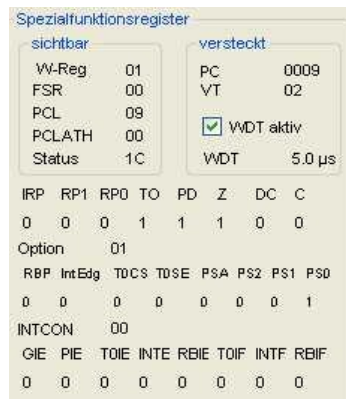 Spezialfunktionsregister
sichtbar
W-Reg 01
FSR 00
PCL 09
PCLATH 00
Status 1C
versteckt
PC 0009
VT 02
WDT aktiv
WDT 5.0 µs
IRP RP1 RP0 TO PD Z DC C
0 0 0 1 1 1 0 0
Option 01
RBP IntEdg T0CS T0SE PSA PS2 PS1 PS0
0 0 0 0 0 0 0 1
INTCON 00
GIE PIE T0IE INTE RBIE T0IF INTF RBIF
0 0 0 0 0 0 0 0